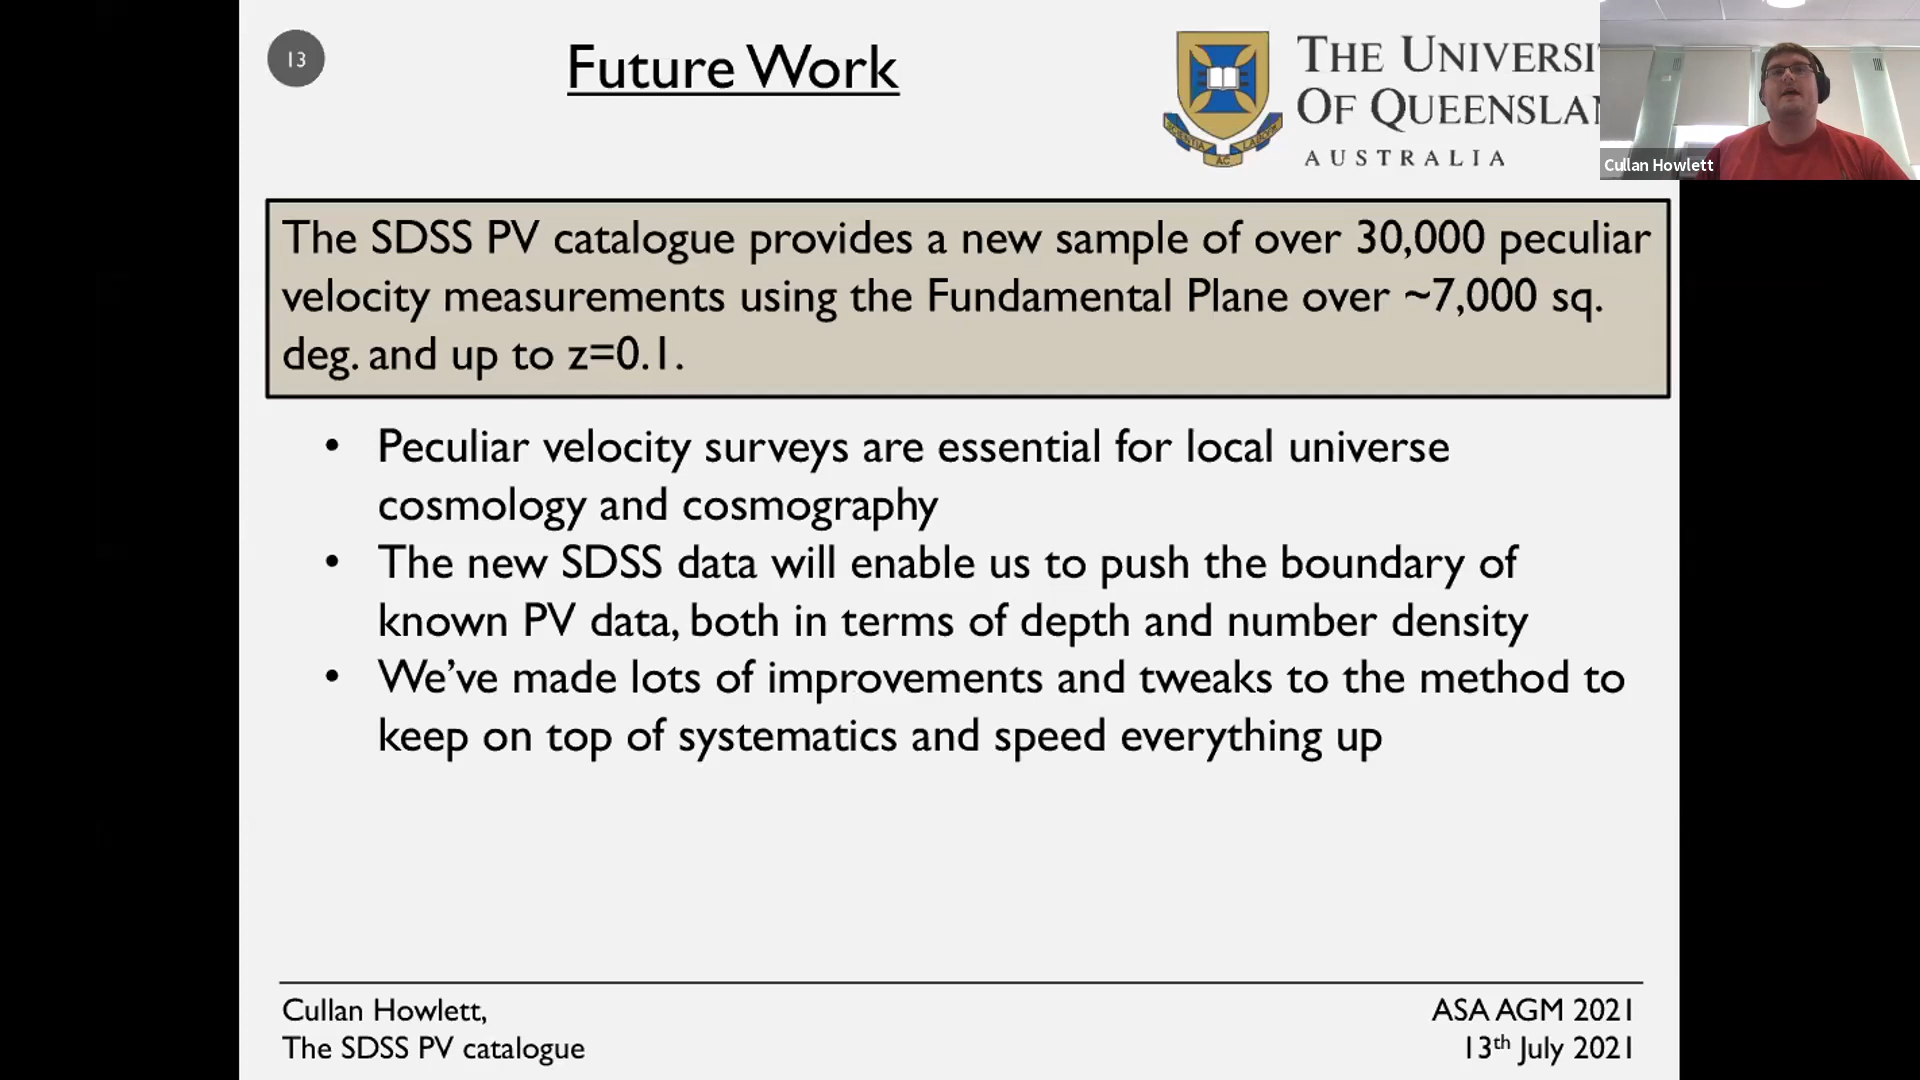 13
Future Work
THE UNIVERSI
OF QUEENSLAN
AUSTRALIA
SCIENTIA AC LABORE
Cullan Howlett
The SDSS PV catalogue provides a new sample of over 30,000 peculiar
velocity measurements using the Fundamental Plane over ~7,000 sq.
deg. and up to z=0.1.
• Peculiar velocity surveys are essential for local universe
cosmology and cosmography
• The new SDSS data will enable us to push the boundary of
known PV data, both in terms of depth and number density
• We’ve made lots of improvements and tweaks to the method to
keep on top of systematics and speed everything up
Cullan Howlett,
The SDSS PV catalogue
ASA AGM 2021
13th July 2021